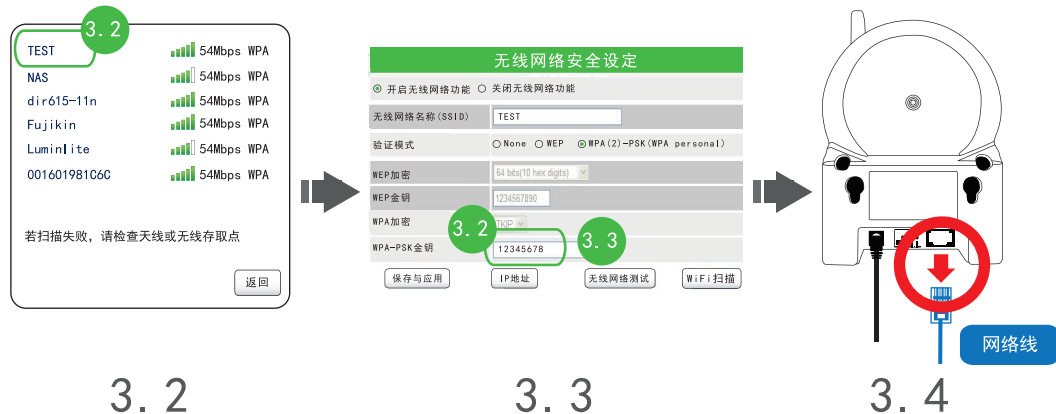 3.2
TEST 54Mbps WPA
NAS 54Mbps WPA
dir615-11n 54Mbps WPA
Fujikin 54Mbps WPA
Luminlite 54Mbps WPA
001601981C6C 54Mbps WPA
若扫描失败，请检查天线或无线存取点
返回
3.2
无线网络安全设定
开启无线网络功能 关闭无线网络功能
无线网络名称(SSID) TEST
验证模式 None WEP WPA(2)-PSK(WPA personal)
WEP加密 64 bits(10 hex digits)
WEP金钥 1234567890
WPA加密 TKIP
3.2
3.3
WPA-PSK金钥 12345678
保存与应用 IP地址 无线网络测试 WiFi扫描
3.3
网络线
3.4